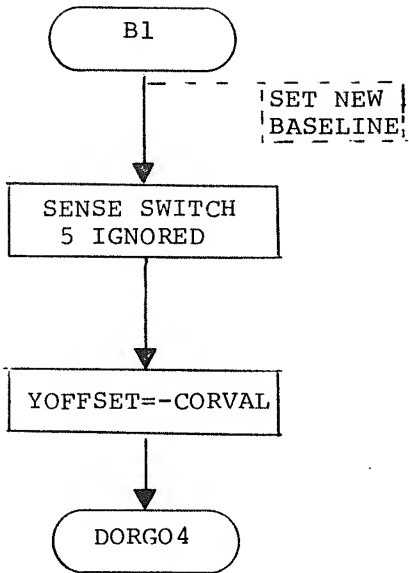 B1
SET NEW
BASELINE
SENSE SWITCH
5 IGNORED
YOFFSET=-CORVAL
DORGO4